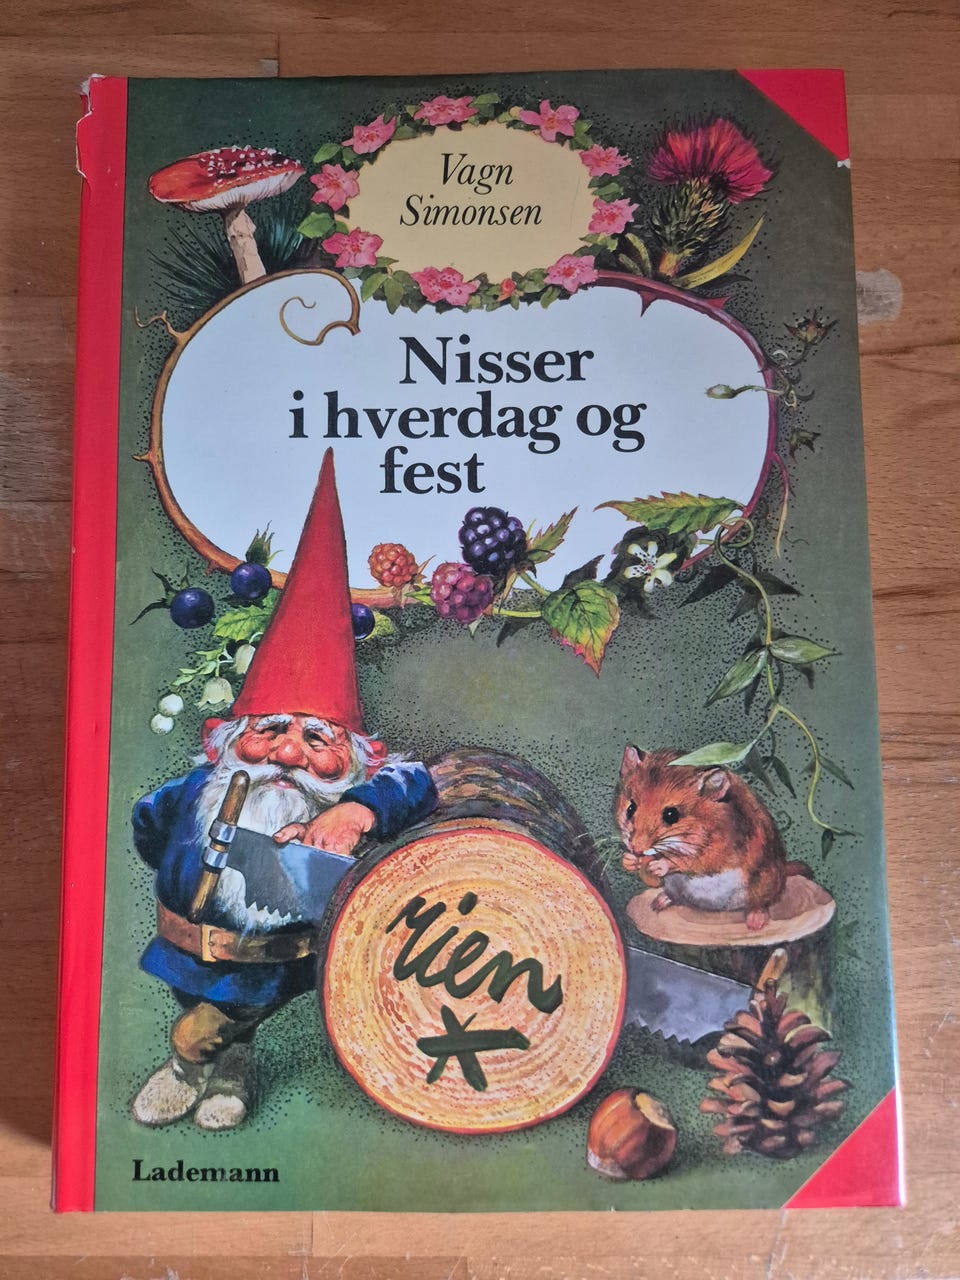 Vagn
Simonsen
Nisser
i hverdag og
fest
rien
Lademann